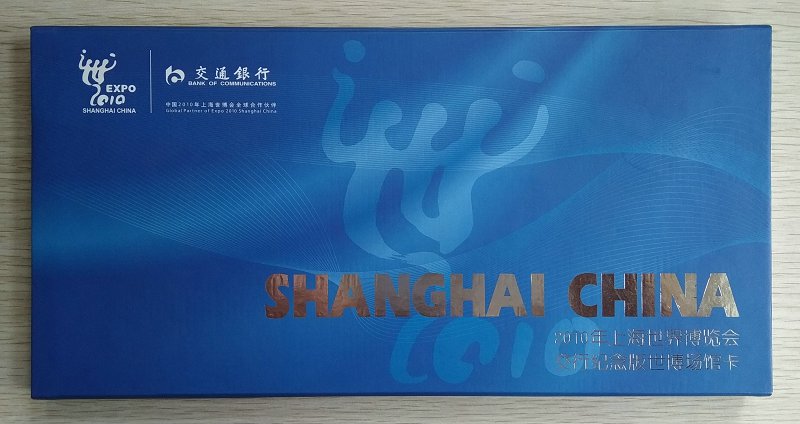 EXPO
2010
SHANGHAI CHINA
交通銀行
BANK OF COMMUNICATIONS
中国2010年上海世博会全球合作伙伴
Global Partner of Expo 2010 Shanghai China
2010
SHANGHAI CHINA
2010年上海世界博览会
交行纪念版世博场馆卡